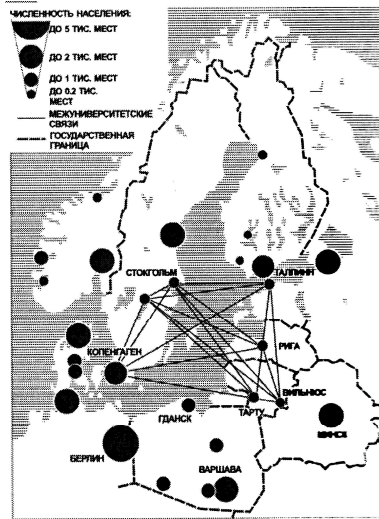 ЧИСЛЕННОСТЬ НАСЕЛЕНИЯ:
ДО 5 ТИС. МЕСТ
ДО 2 ТИС. МЕСТ
ДО 1 ТИС. МЕСТ
ДО 0.2 ТИС.
МЕСТ
МЕЖУНИВЕРСИТЕТСКИЕ
СВЯЗИ
ГОСУДАРСТВЕННАЯ
ГРАНИЦА
СТОКГОЛЬМ
ТАЛПИНН
КОПЕНГАГЕН
РИГА
ВИЛЬНЮС
ТАРТУ
ГДАНСК
МИНСК
БЕРЛИН
ВАРШАВА